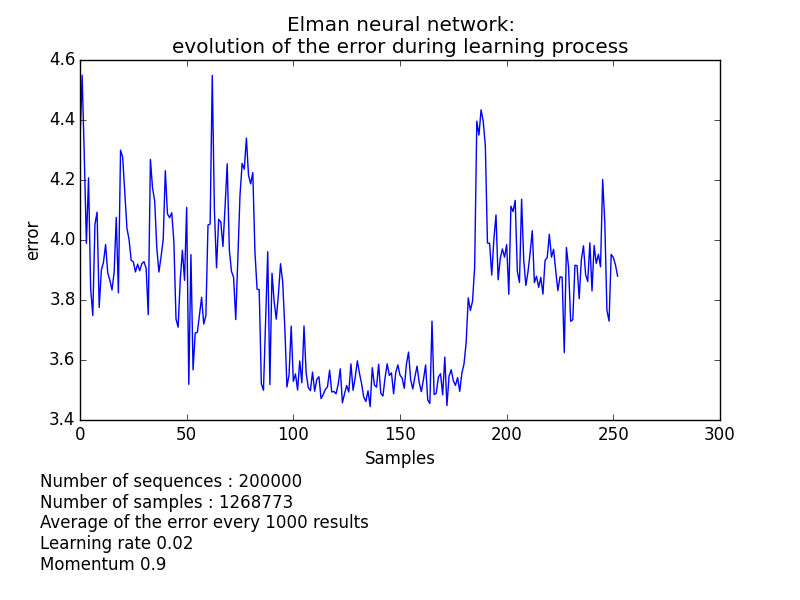 Elman neural network:
evolution of the error during learning process
4.6
4.4
4.2
4.0
3.8
3.6
3.4
error
0 50 100 150 200 250 300
Samples
Number of sequences : 200000
Number of samples : 1268773
Average of the error every 1000 results
Learning rate 0.02
Momentum 0.9